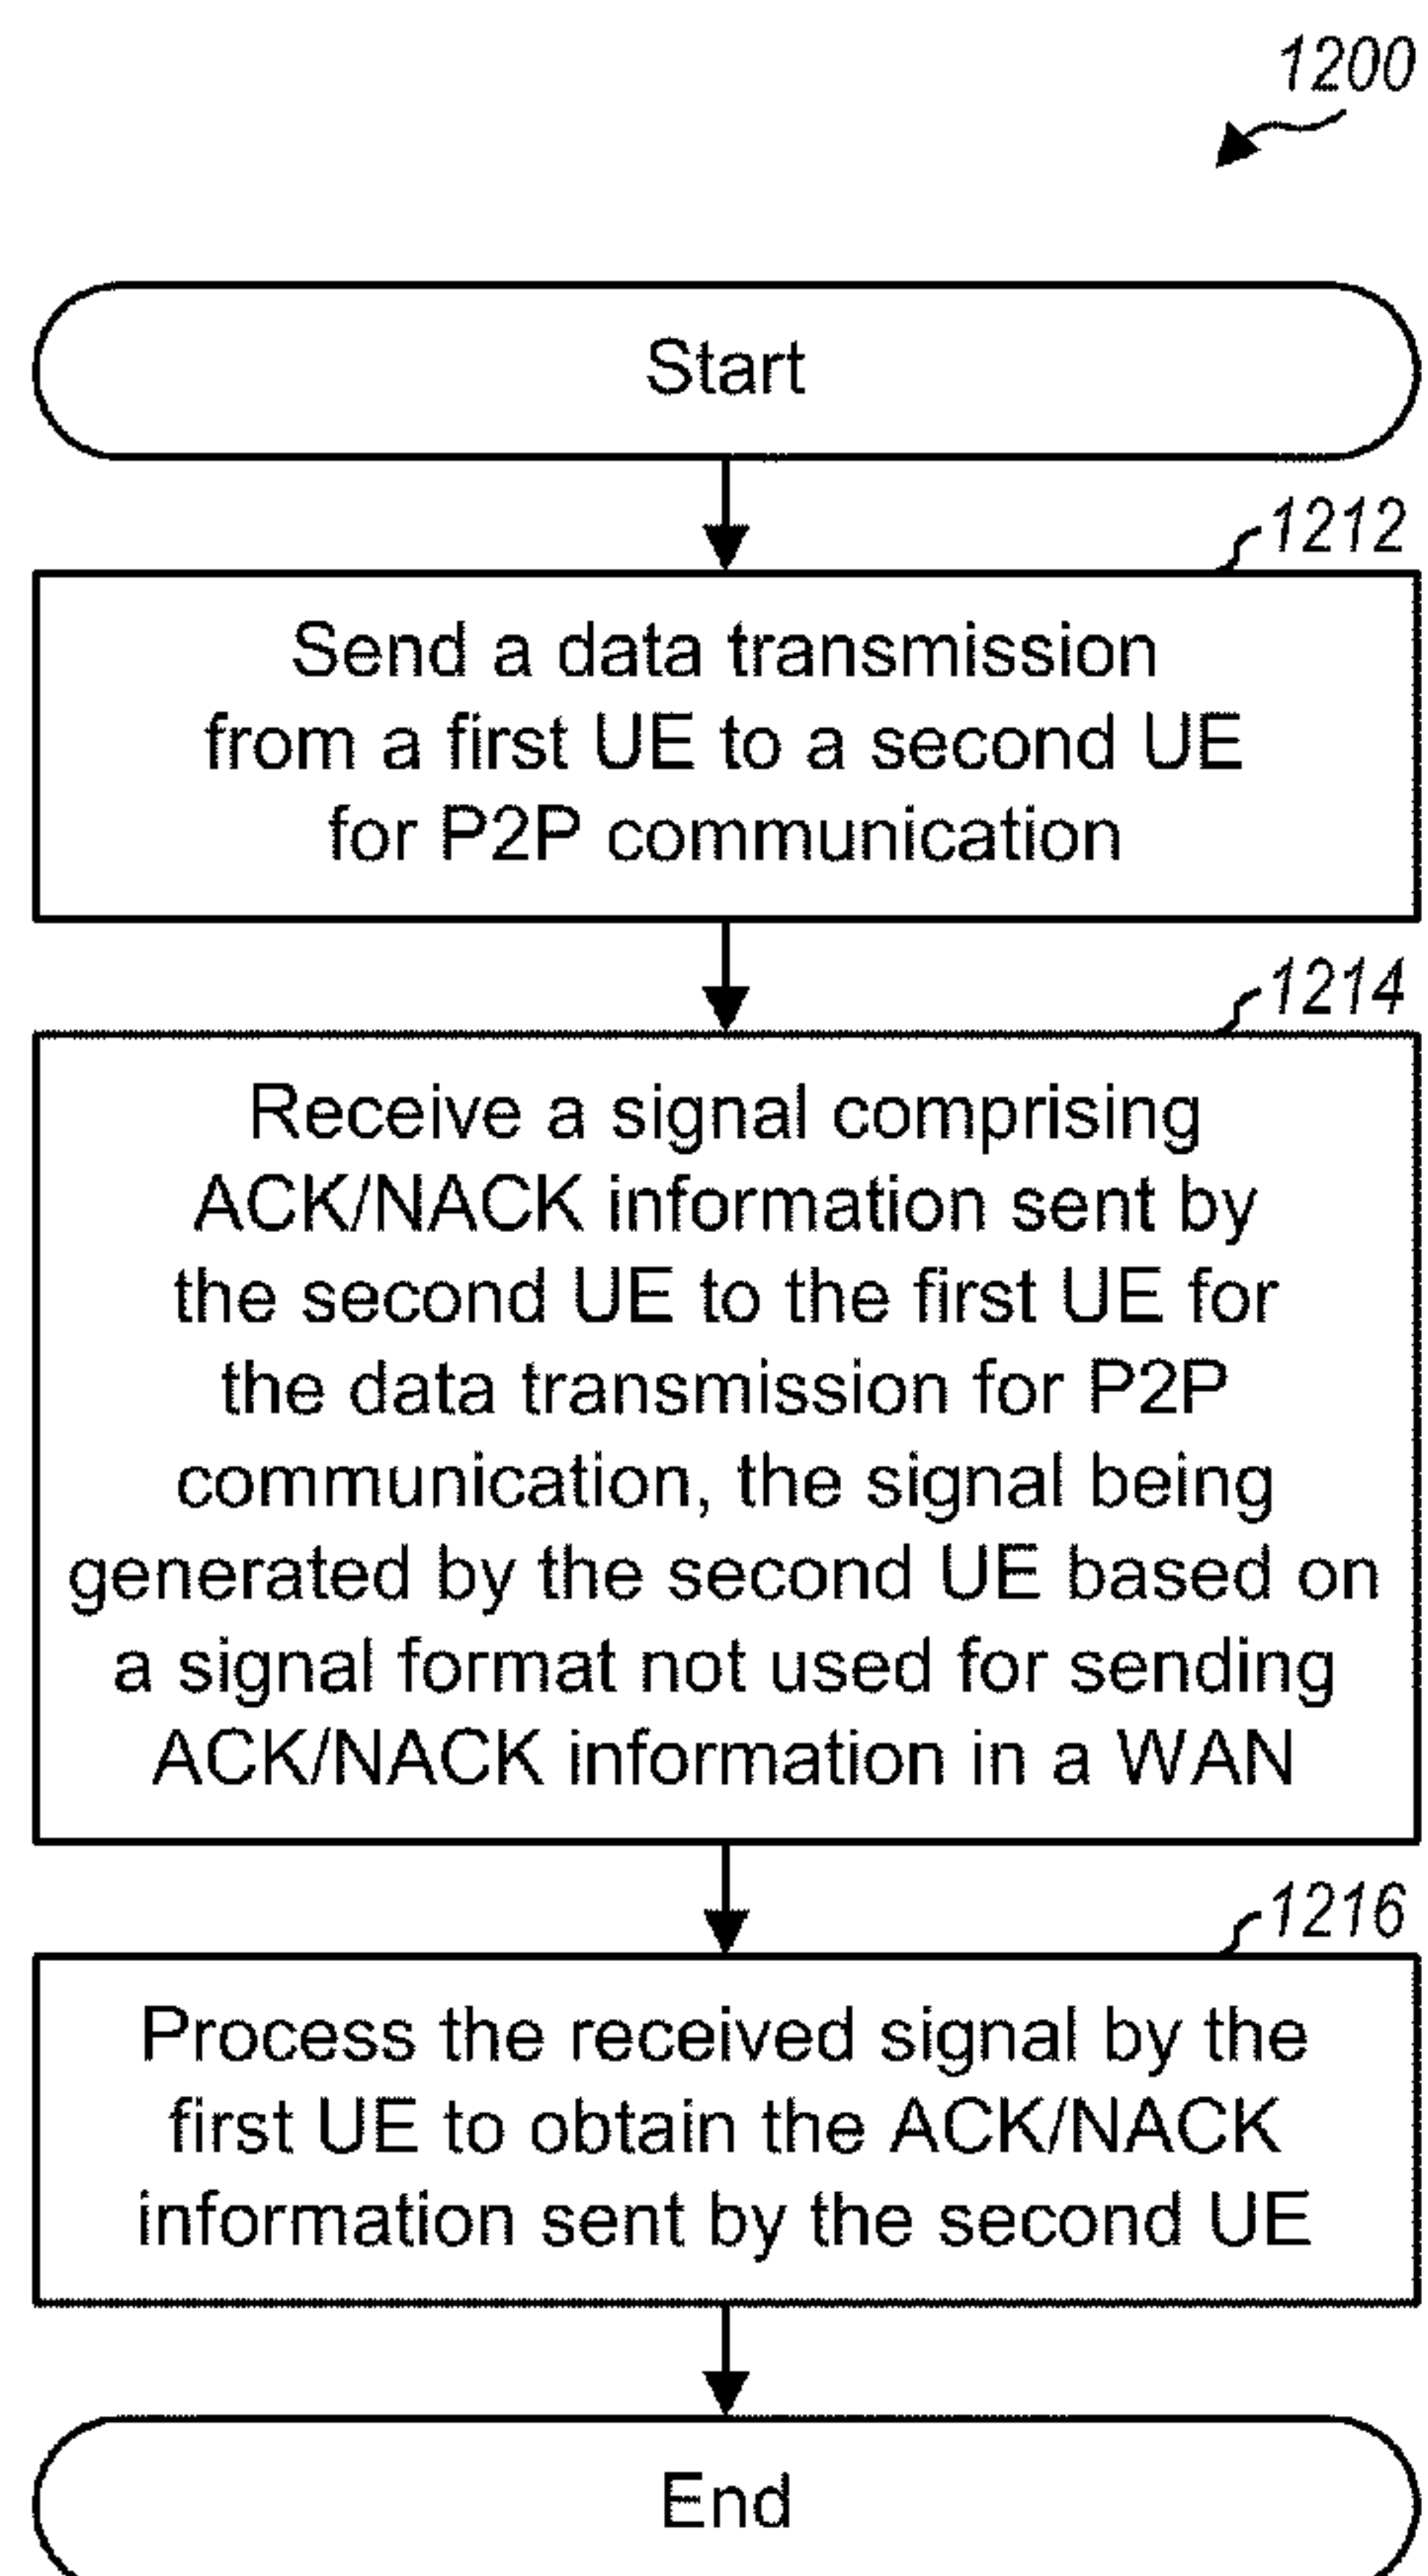 1200
Start
1212
Send a data transmission
from a first UE to a second UE
for P2P communication
1214
Receive a signal comprising
ACK/NACK information sent by
the second UE to the first UE for
the data transmission for P2P
communication, the signal being
generated by the second UE based on
a signal format not used for sending
ACK/NACK information in a WAN
1216
Process the received signal by the
first UE to obtain the ACK/NACK
information sent by the second UE
End